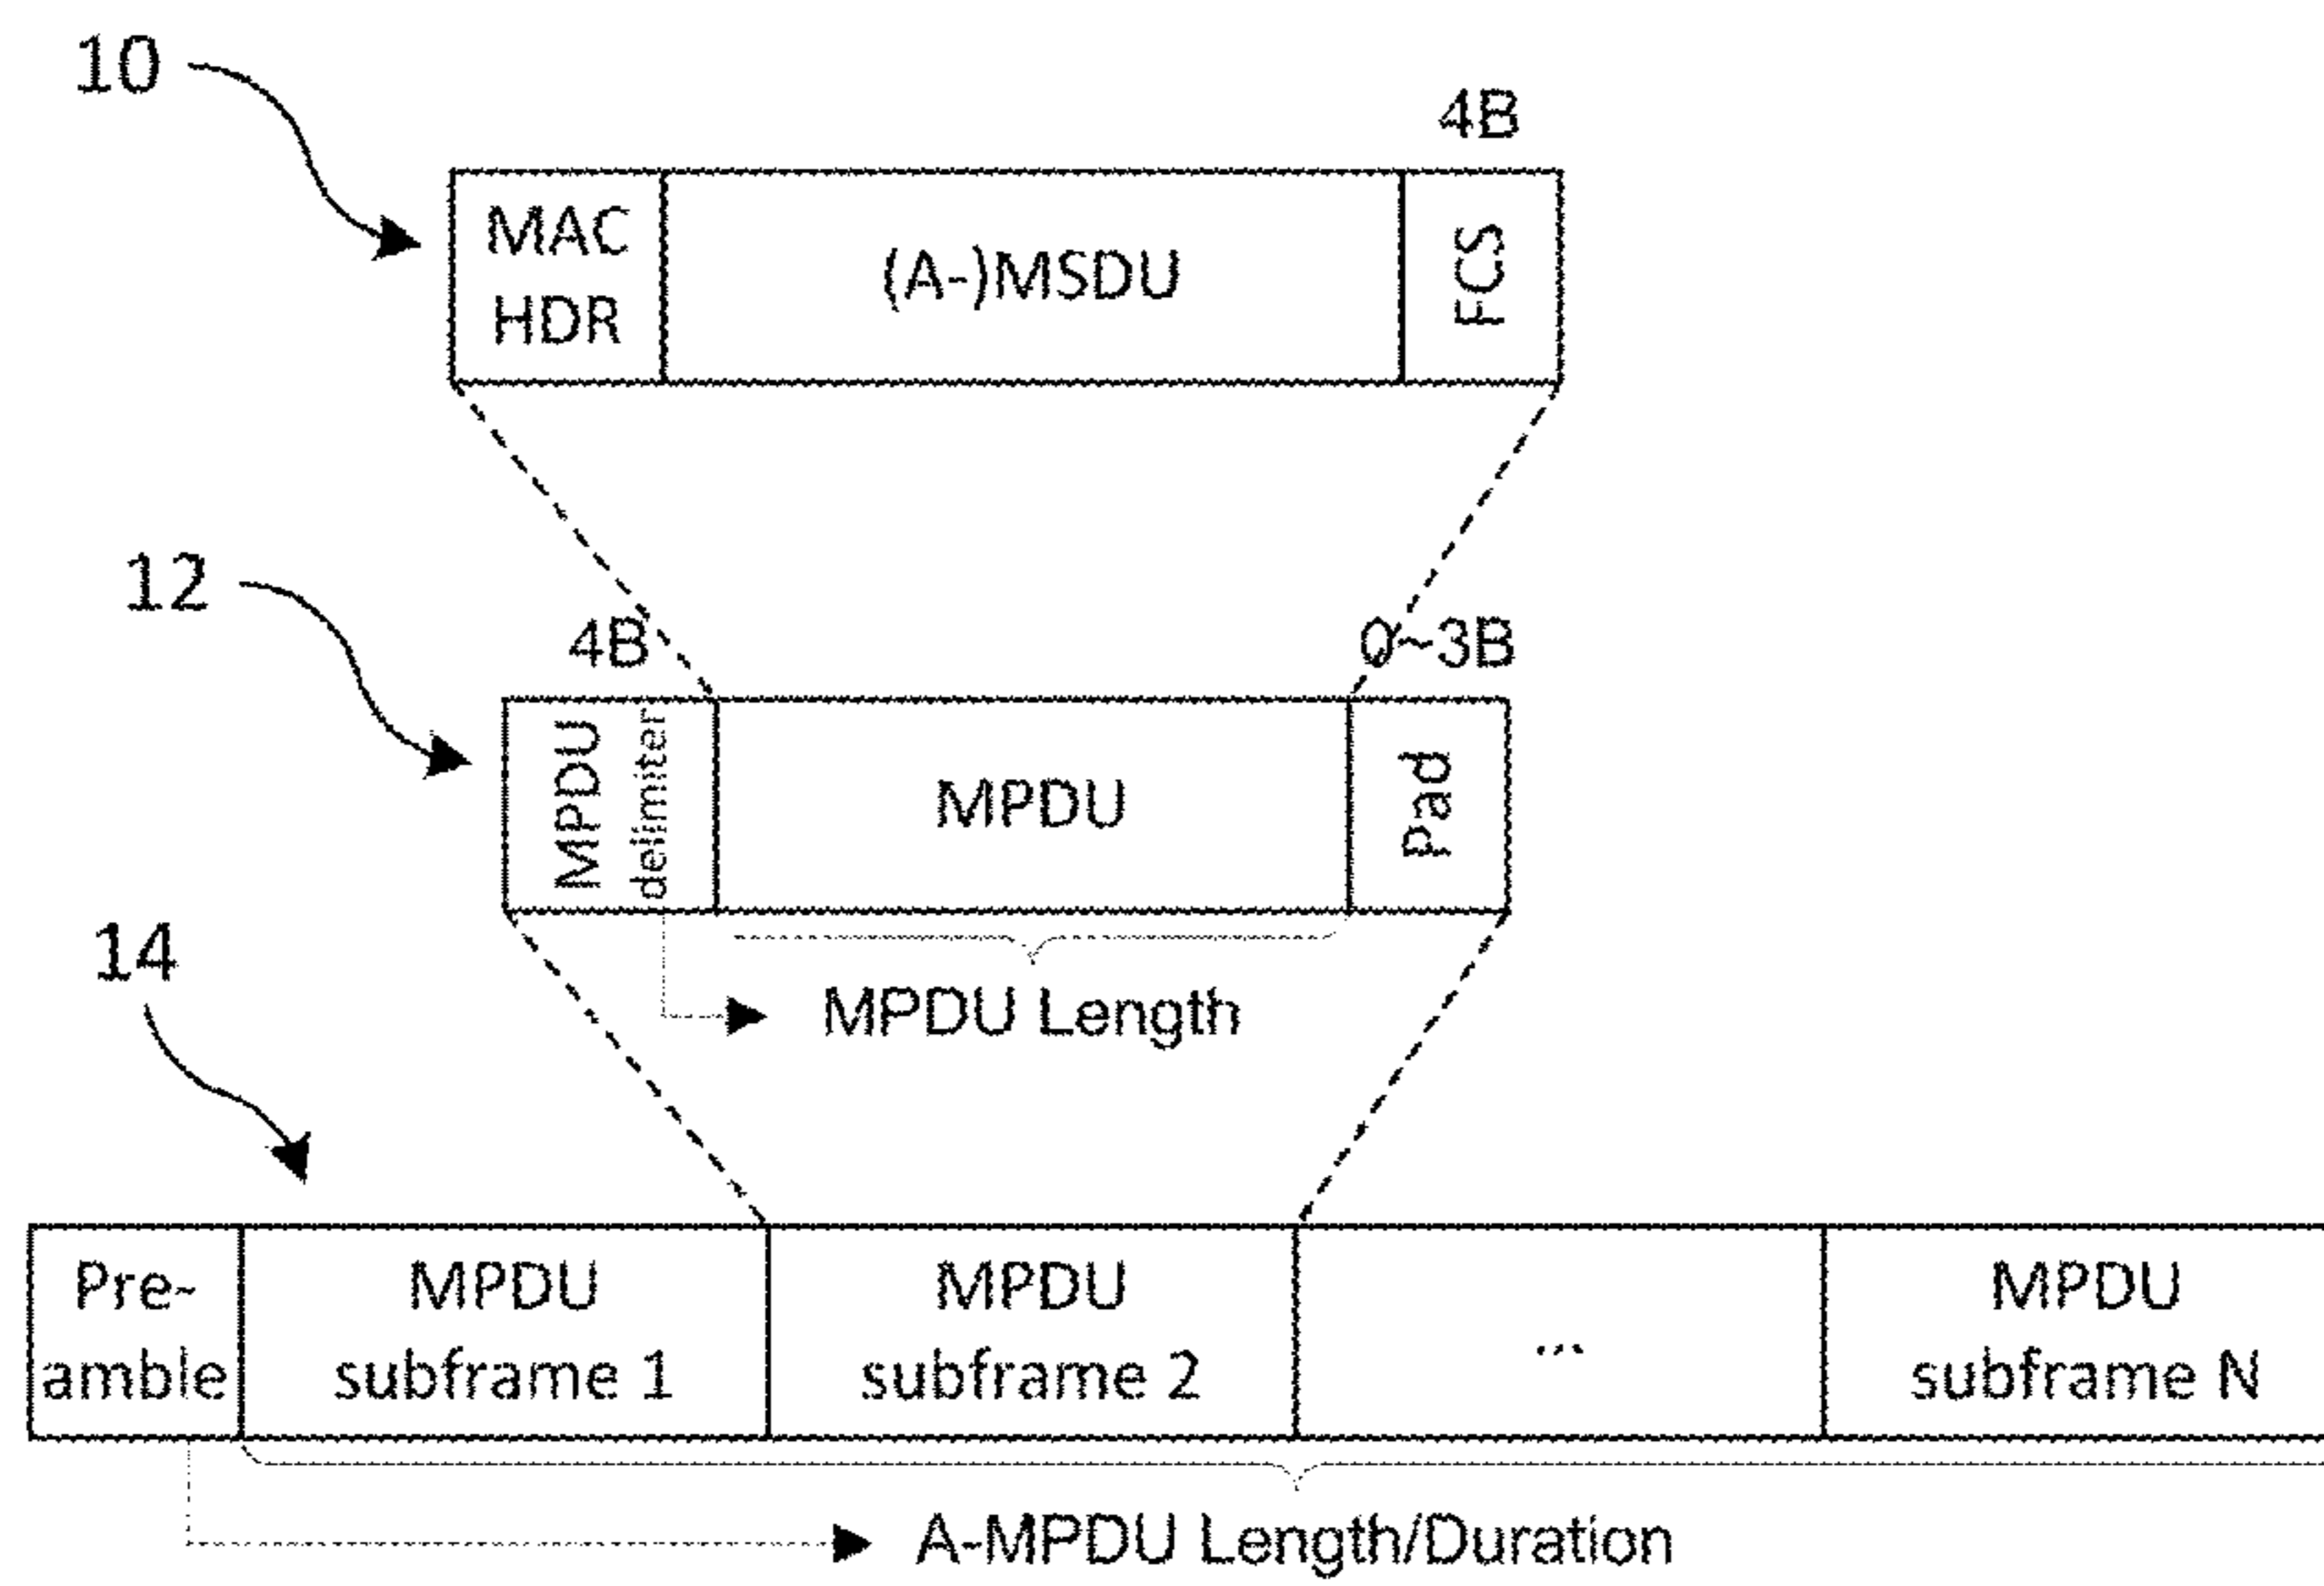 10
4B
MAC
HDR
(A-)MSDU
FCS
12
4B
0~3B
MPDU
delimiter
MPDU
Pad
14
MPDU Length
Pre-
amble
MPDU
subframe 1
MPDU
subframe 2
...
MPDU
subframe N
A-MPDU Length/Duration